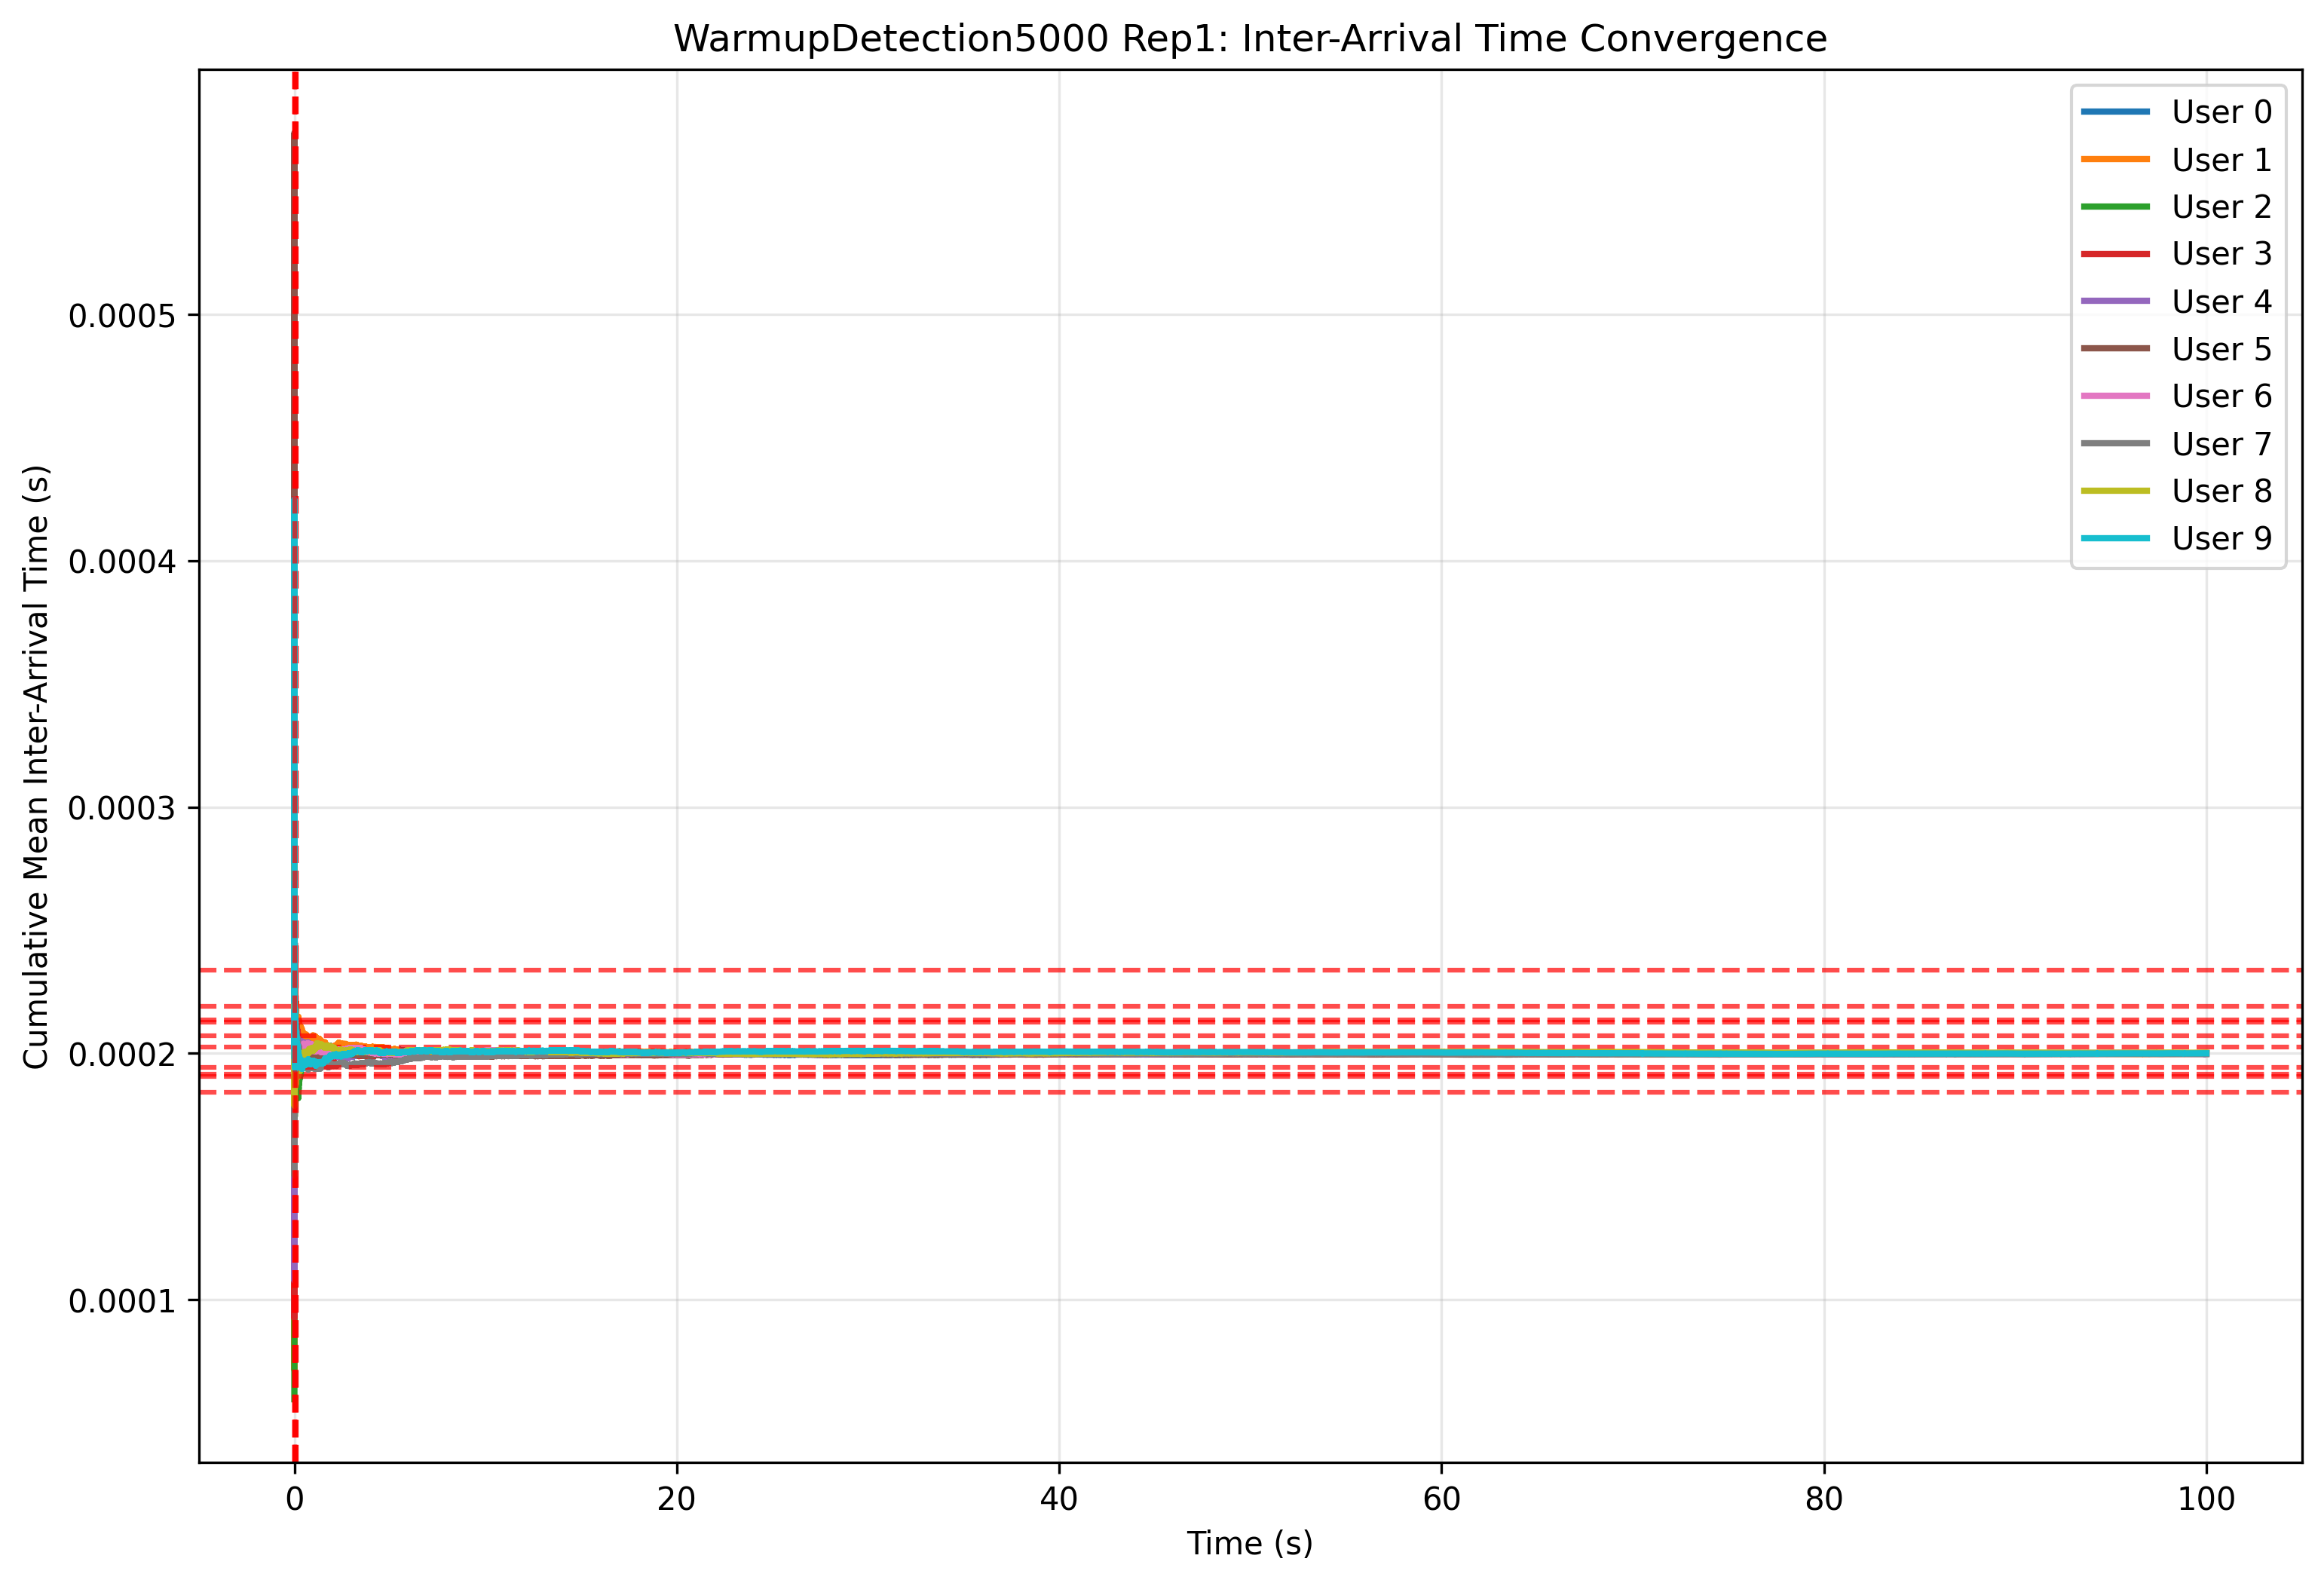 WarmupDetection5000 Rep1: Inter-Arrival Time Convergence
User 0
User 1
User 2
User 3
User 4
User 5
User 6
User 7
User 8
User 9
Cumulative Mean Inter-Arrival Time (s)
0.0005
0.0004
0.0003
0.0002
0.0001
0
20
40
60
80
100
Time (s)